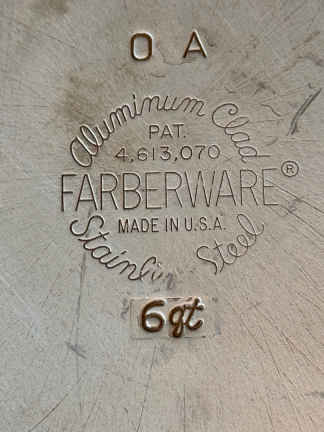 O A
Aluminum Clad
PAT.
4,613,070
FARBERWARE®
MADE IN U.S.A.
Stainless Steel
6qt